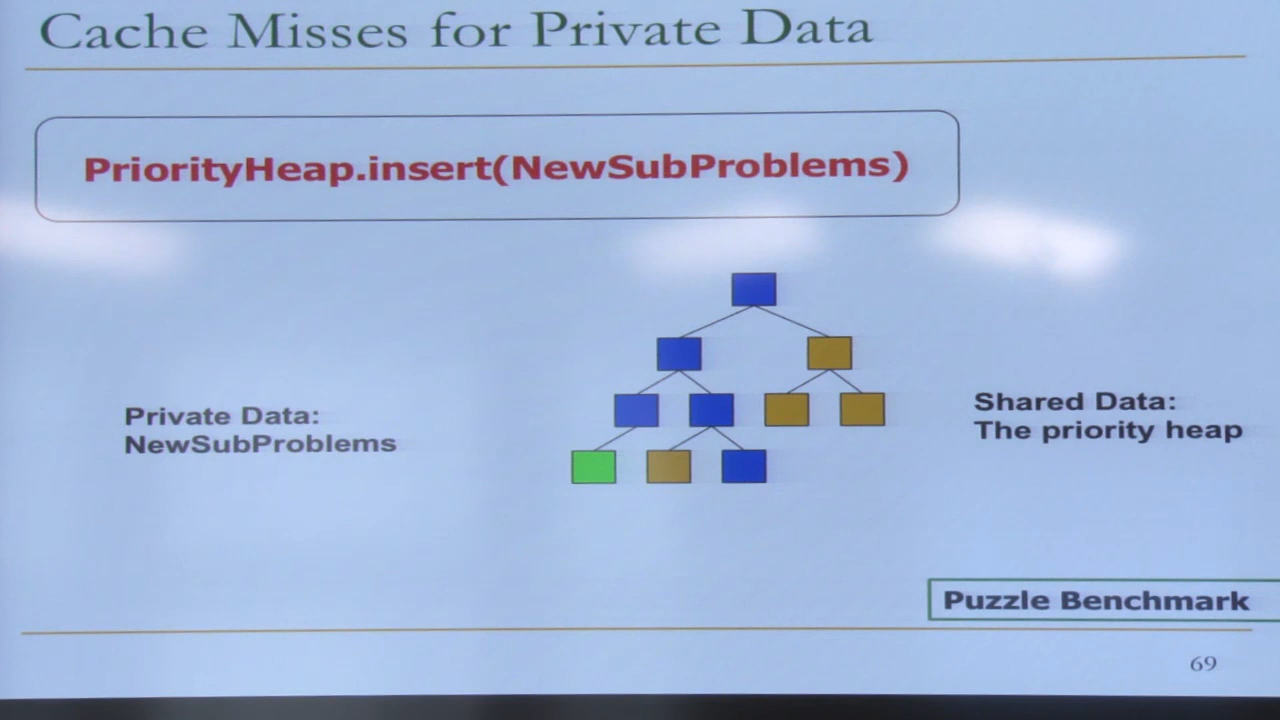 Cache Misses for Private Data
PriorityHeap.insert(NewSubProblems)
Private Data:
NewSubProblems
Shared Data:
The priority heap
Puzzle Benchmark
69